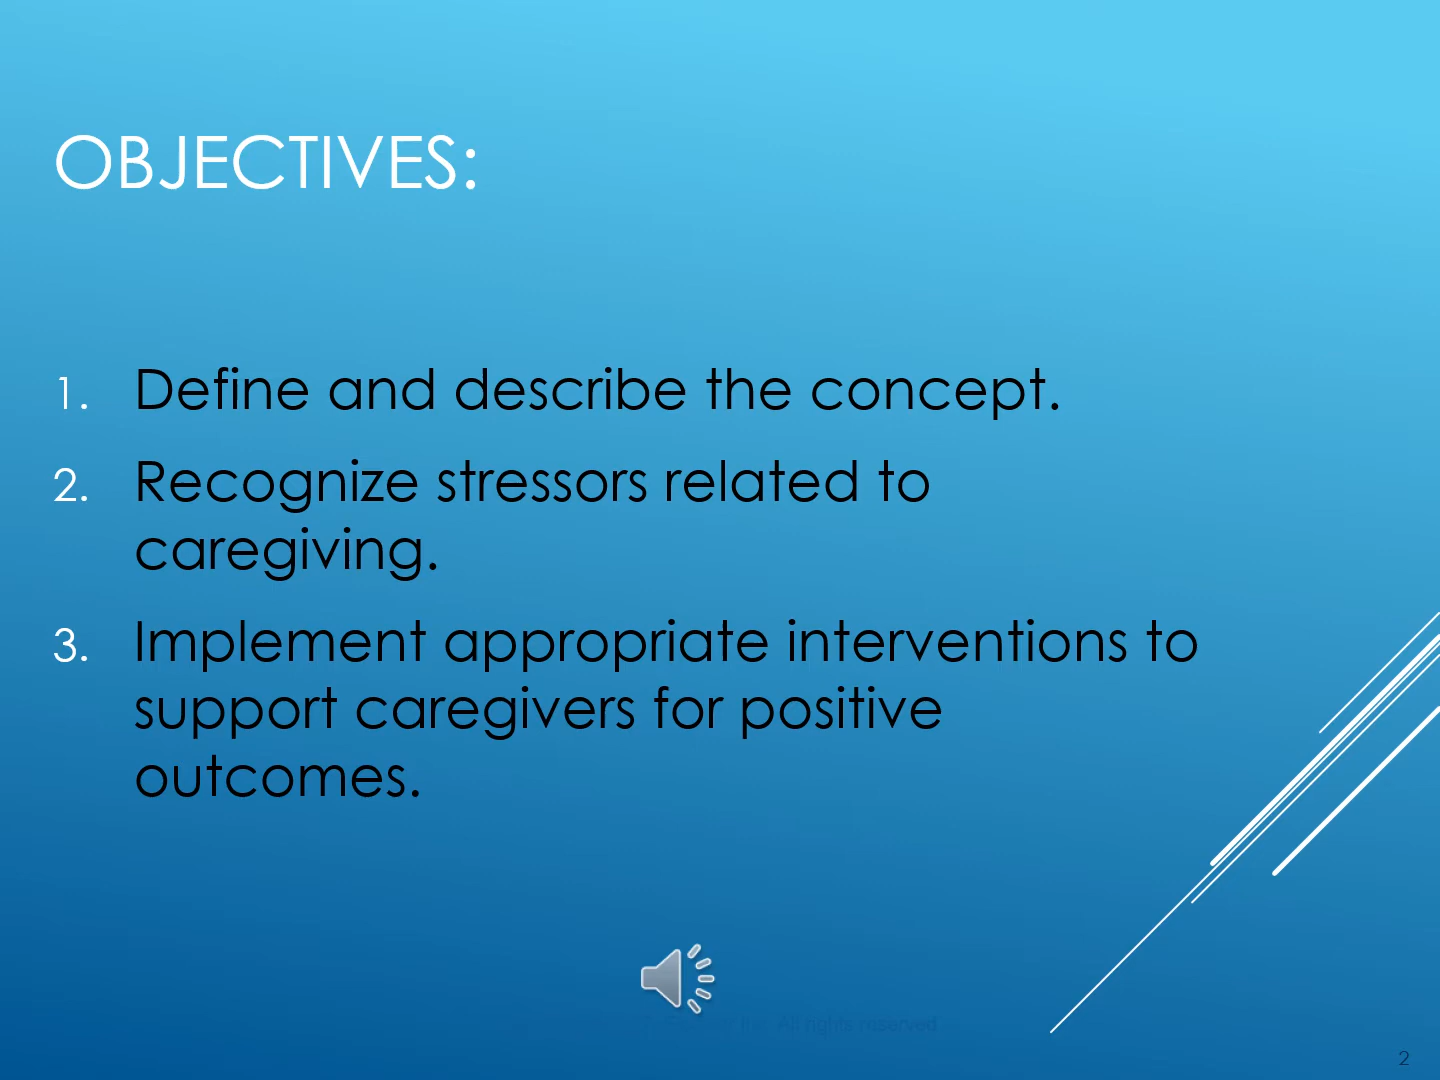 OBJECTIVES:
1. Define and describe the concept.
2. Recognize stressors related to
caregiving.
3. Implement appropriate interventions to
support caregivers for positive
outcomes.
All rights reserved.
2